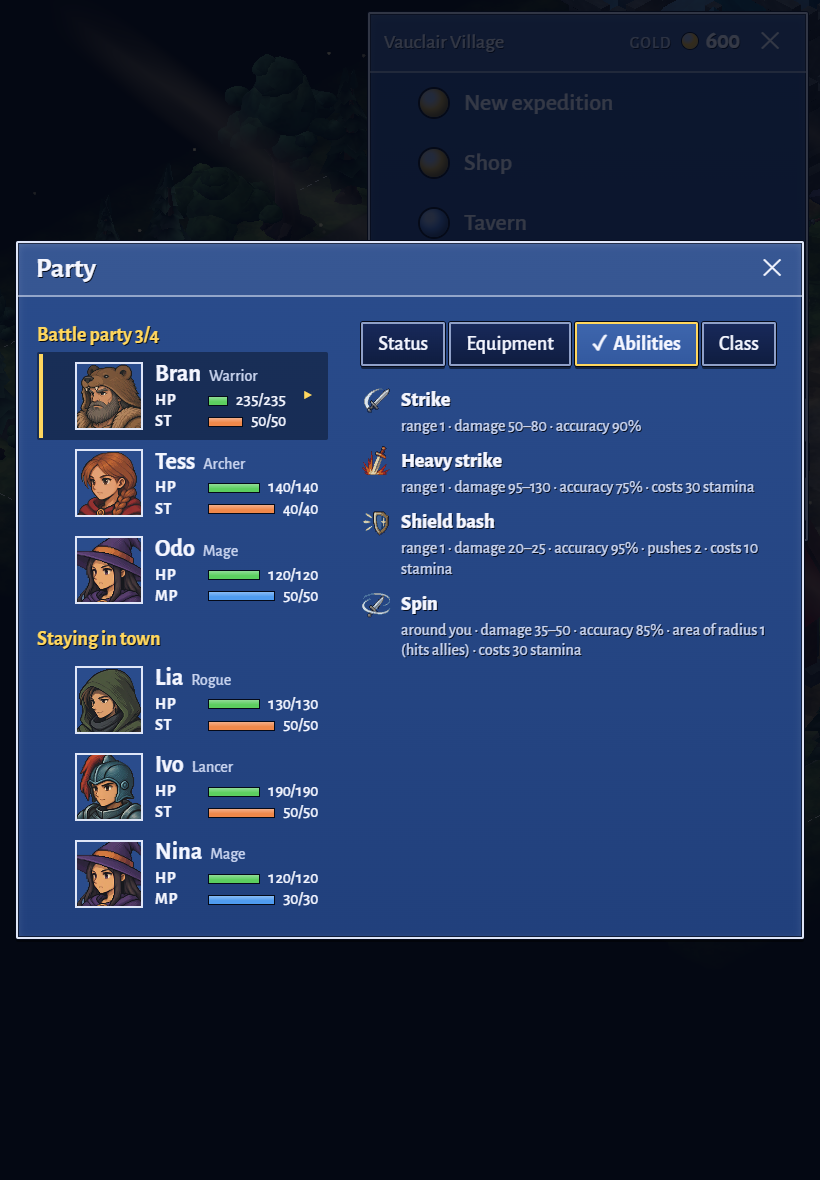 Vauclair Village GOLD 600
New expedition
Shop
Tavern
Party
Battle party 3/4
Bran Warrior
HP 235/235
ST 50/50
Tess Archer
HP 140/140
ST 40/40
Odo Mage
HP 120/120
MP 50/50
Staying in town
Lia Rogue
HP 130/130
ST 50/50
Ivo Lancer
HP 190/190
ST 50/50
Nina Mage
HP 120/120
MP 30/30
Status Equipment ✓ Abilities Class
Strike
range 1 · damage 50–80 · accuracy 90%
Heavy strike
range 1 · damage 95–130 · accuracy 75% · costs 30 stamina
Shield bash
range 1 · damage 20–25 · accuracy 95% · pushes 2 · costs 10
stamina
Spin
around you · damage 35–50 · accuracy 85% · area of radius 1
(hits allies) · costs 30 stamina